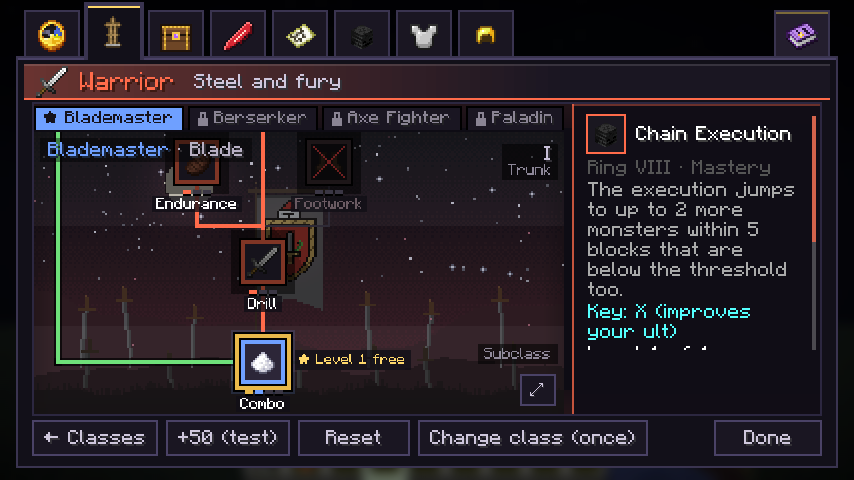 Warrior Steel and fury
Blademaster Berserker Axe Fighter Paladin
Blademaster · Blade
I
Trunk
Endurance
Footwork
Drill
Level 1 free
Subclass
Combo
Chain Execution
Ring VIII · Mastery
The execution jumps
to up to 2 more
monsters within 5
blocks that are
below the threshold
too.
Key: X (improves
your ult)
← Classes +50 (test) Reset Change class (once) Done